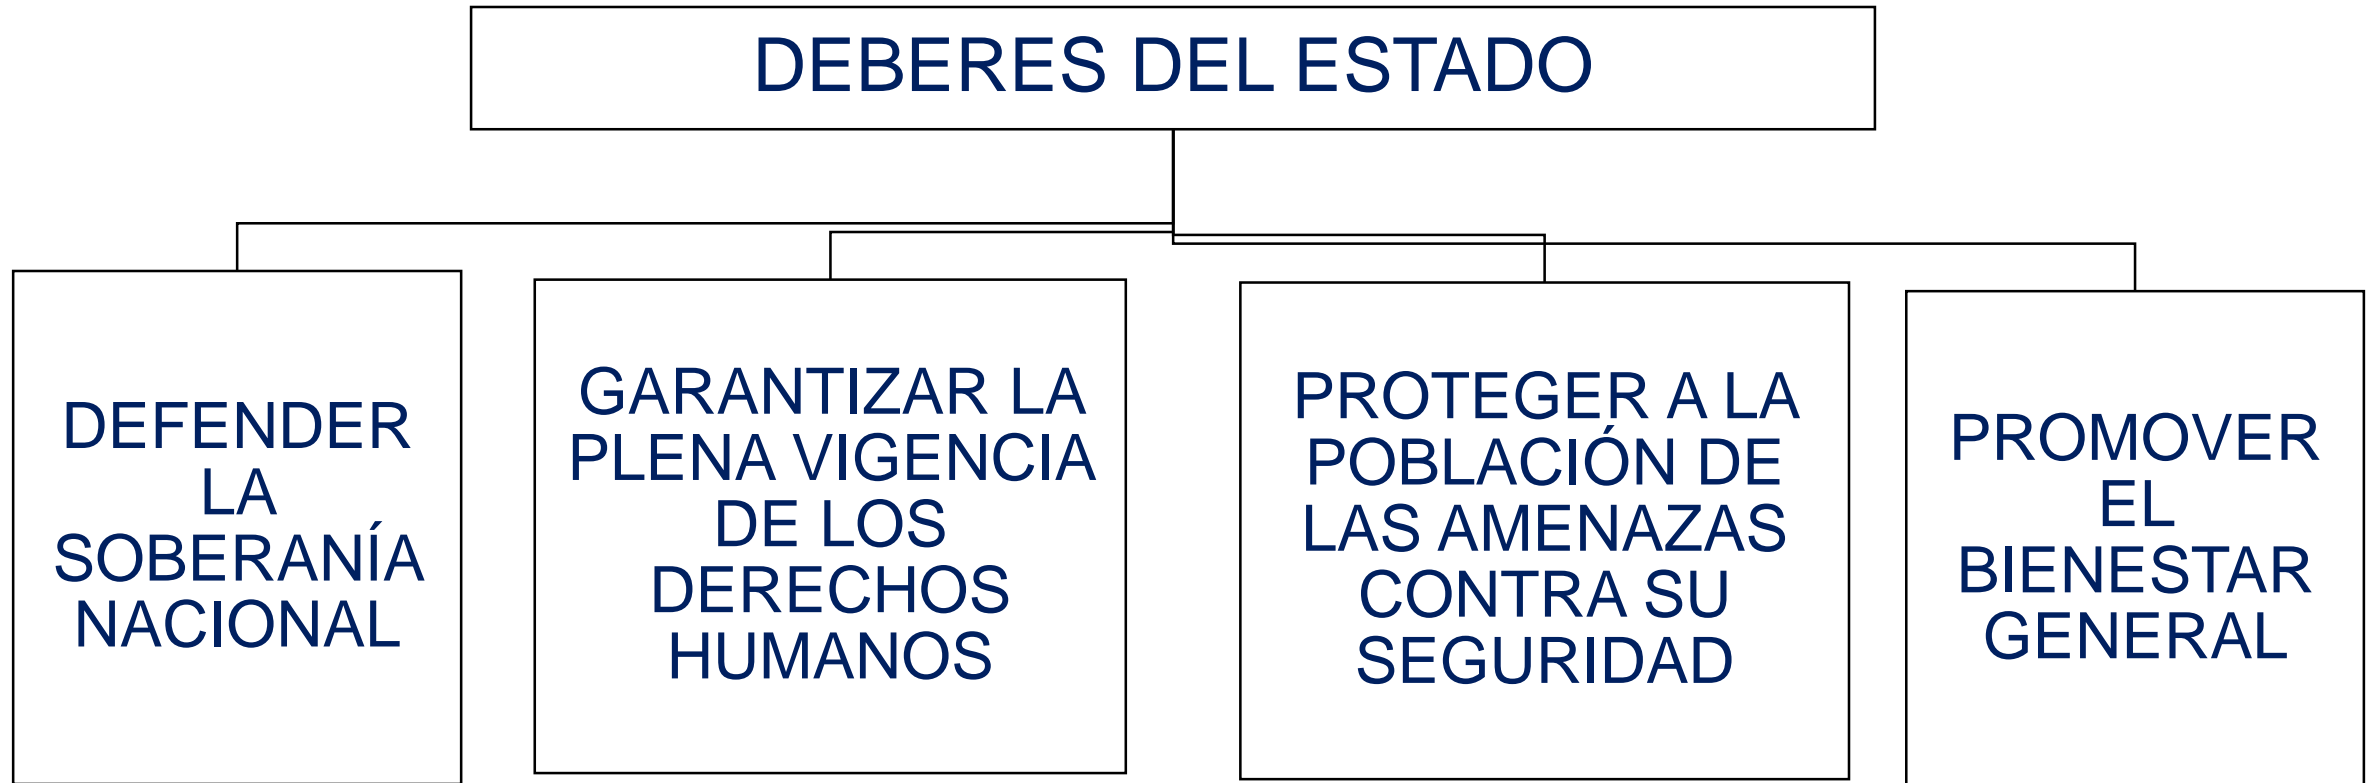 DEBERES DEL ESTADO
DEFENDER
LA
SOBERANÍA
NACIONAL
GARANTIZAR LA
PLENA VIGENCIA
DE LOS
DERECHOS
HUMANOS
PROTEGER A LA
POBLACIÓN DE
LAS AMENAZAS
CONTRA SU
SEGURIDAD
PROMOVER
EL
BIENESTAR
GENERAL